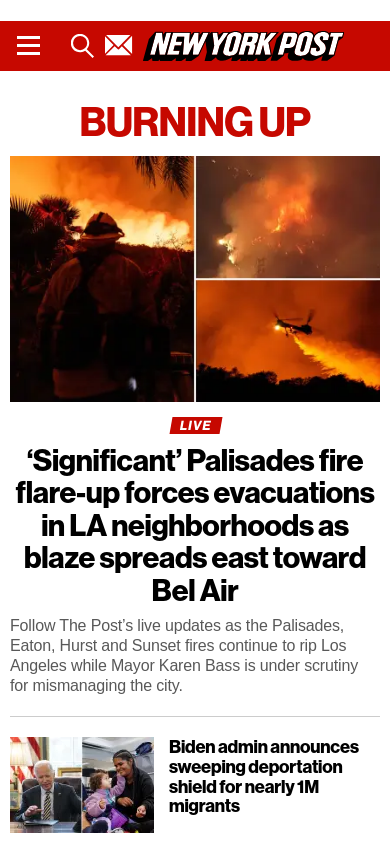 NEW YORK POST
BURNING UP
LIVE
‘Significant’ Palisades fire
flare-up forces evacuations
in LA neighborhoods as
blaze spreads east toward
Bel Air
Follow The Post’s live updates as the Palisades,
Eaton, Hurst and Sunset fires continue to rip Los
Angeles while Mayor Karen Bass is under scrutiny
for mismanaging the city.
Biden admin announces
sweeping deportation
shield for nearly 1M
migrants